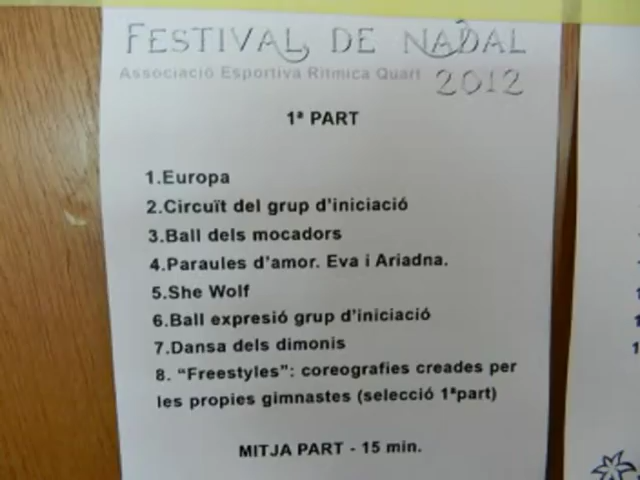 FESTIVAL DE NADAL
Associació Esportiva Rítmica Quart 2012
1ª PART
1.Europa
2.Circuït del grup d'iniciació
3.Ball dels mocadors
4.Paraules d'amor. Eva i Ariadna.
5.She Wolf
6.Ball expresió grup d'iniciació
7.Dansa dels dimonis
8. “Freestyles”: coreografies creades per
les propies gimnastes (selecció 1ªpart)
MITJA PART - 15 min.